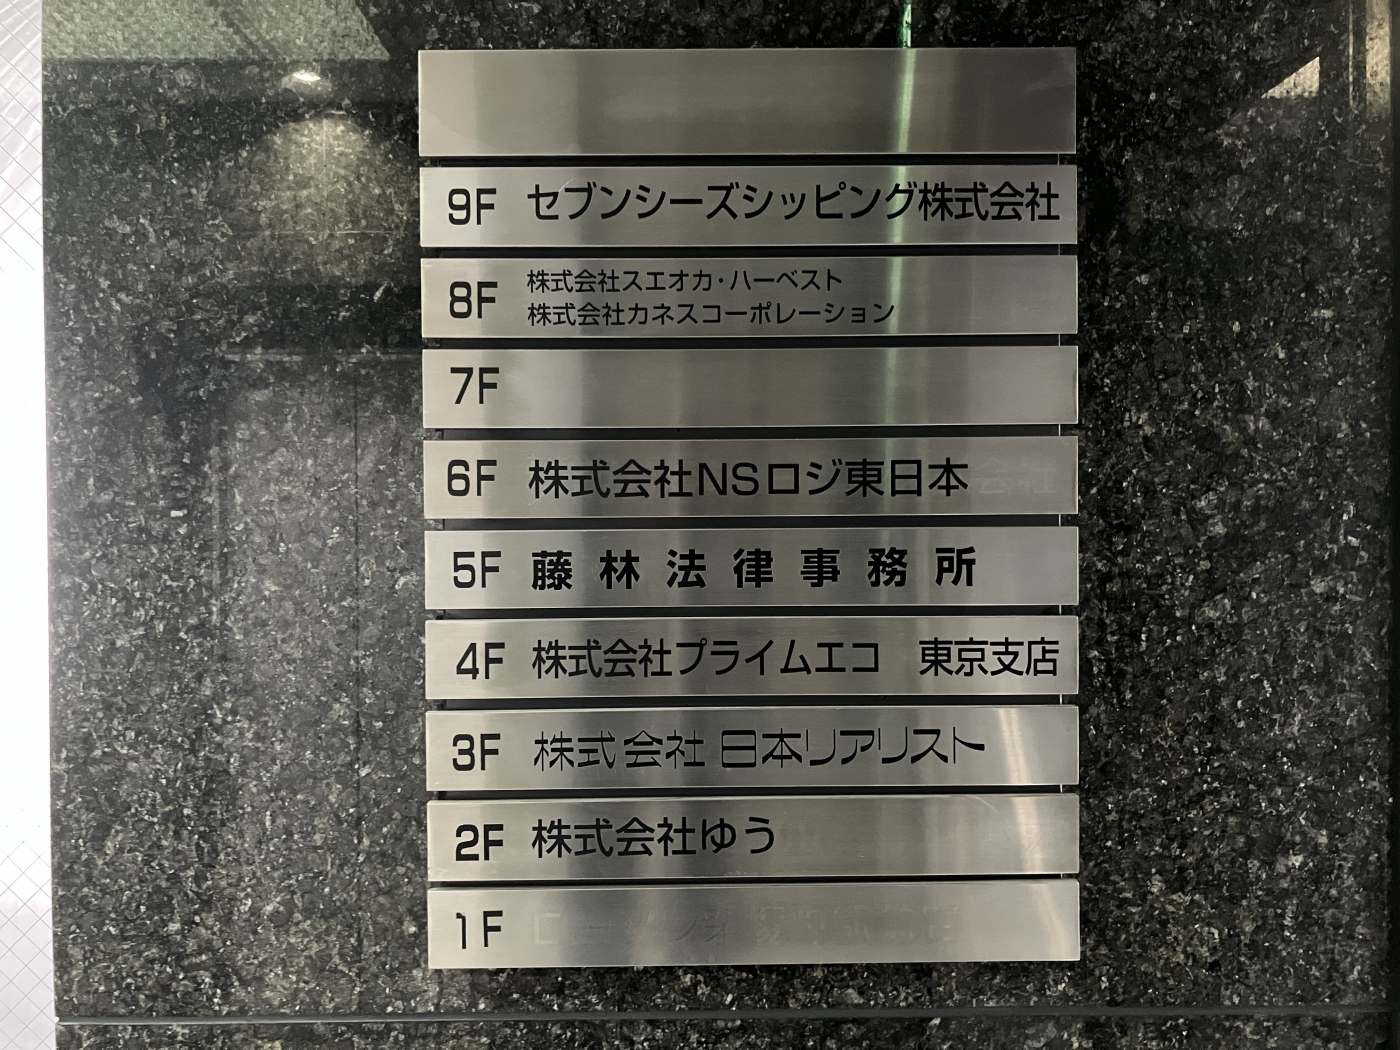 9F セブンシーズシッピング株式会社
8F 株式会社スエオカ・ハーベスト
株式会社カネスコーポレーション
7F
6F 株式会社NSロジ東日本 会社
5F 藤林法律事務所
4F 株式会社プライムエコ 東京支店
3F 株式会社 日本リアリスト
2F 株式会社ゆう
1F